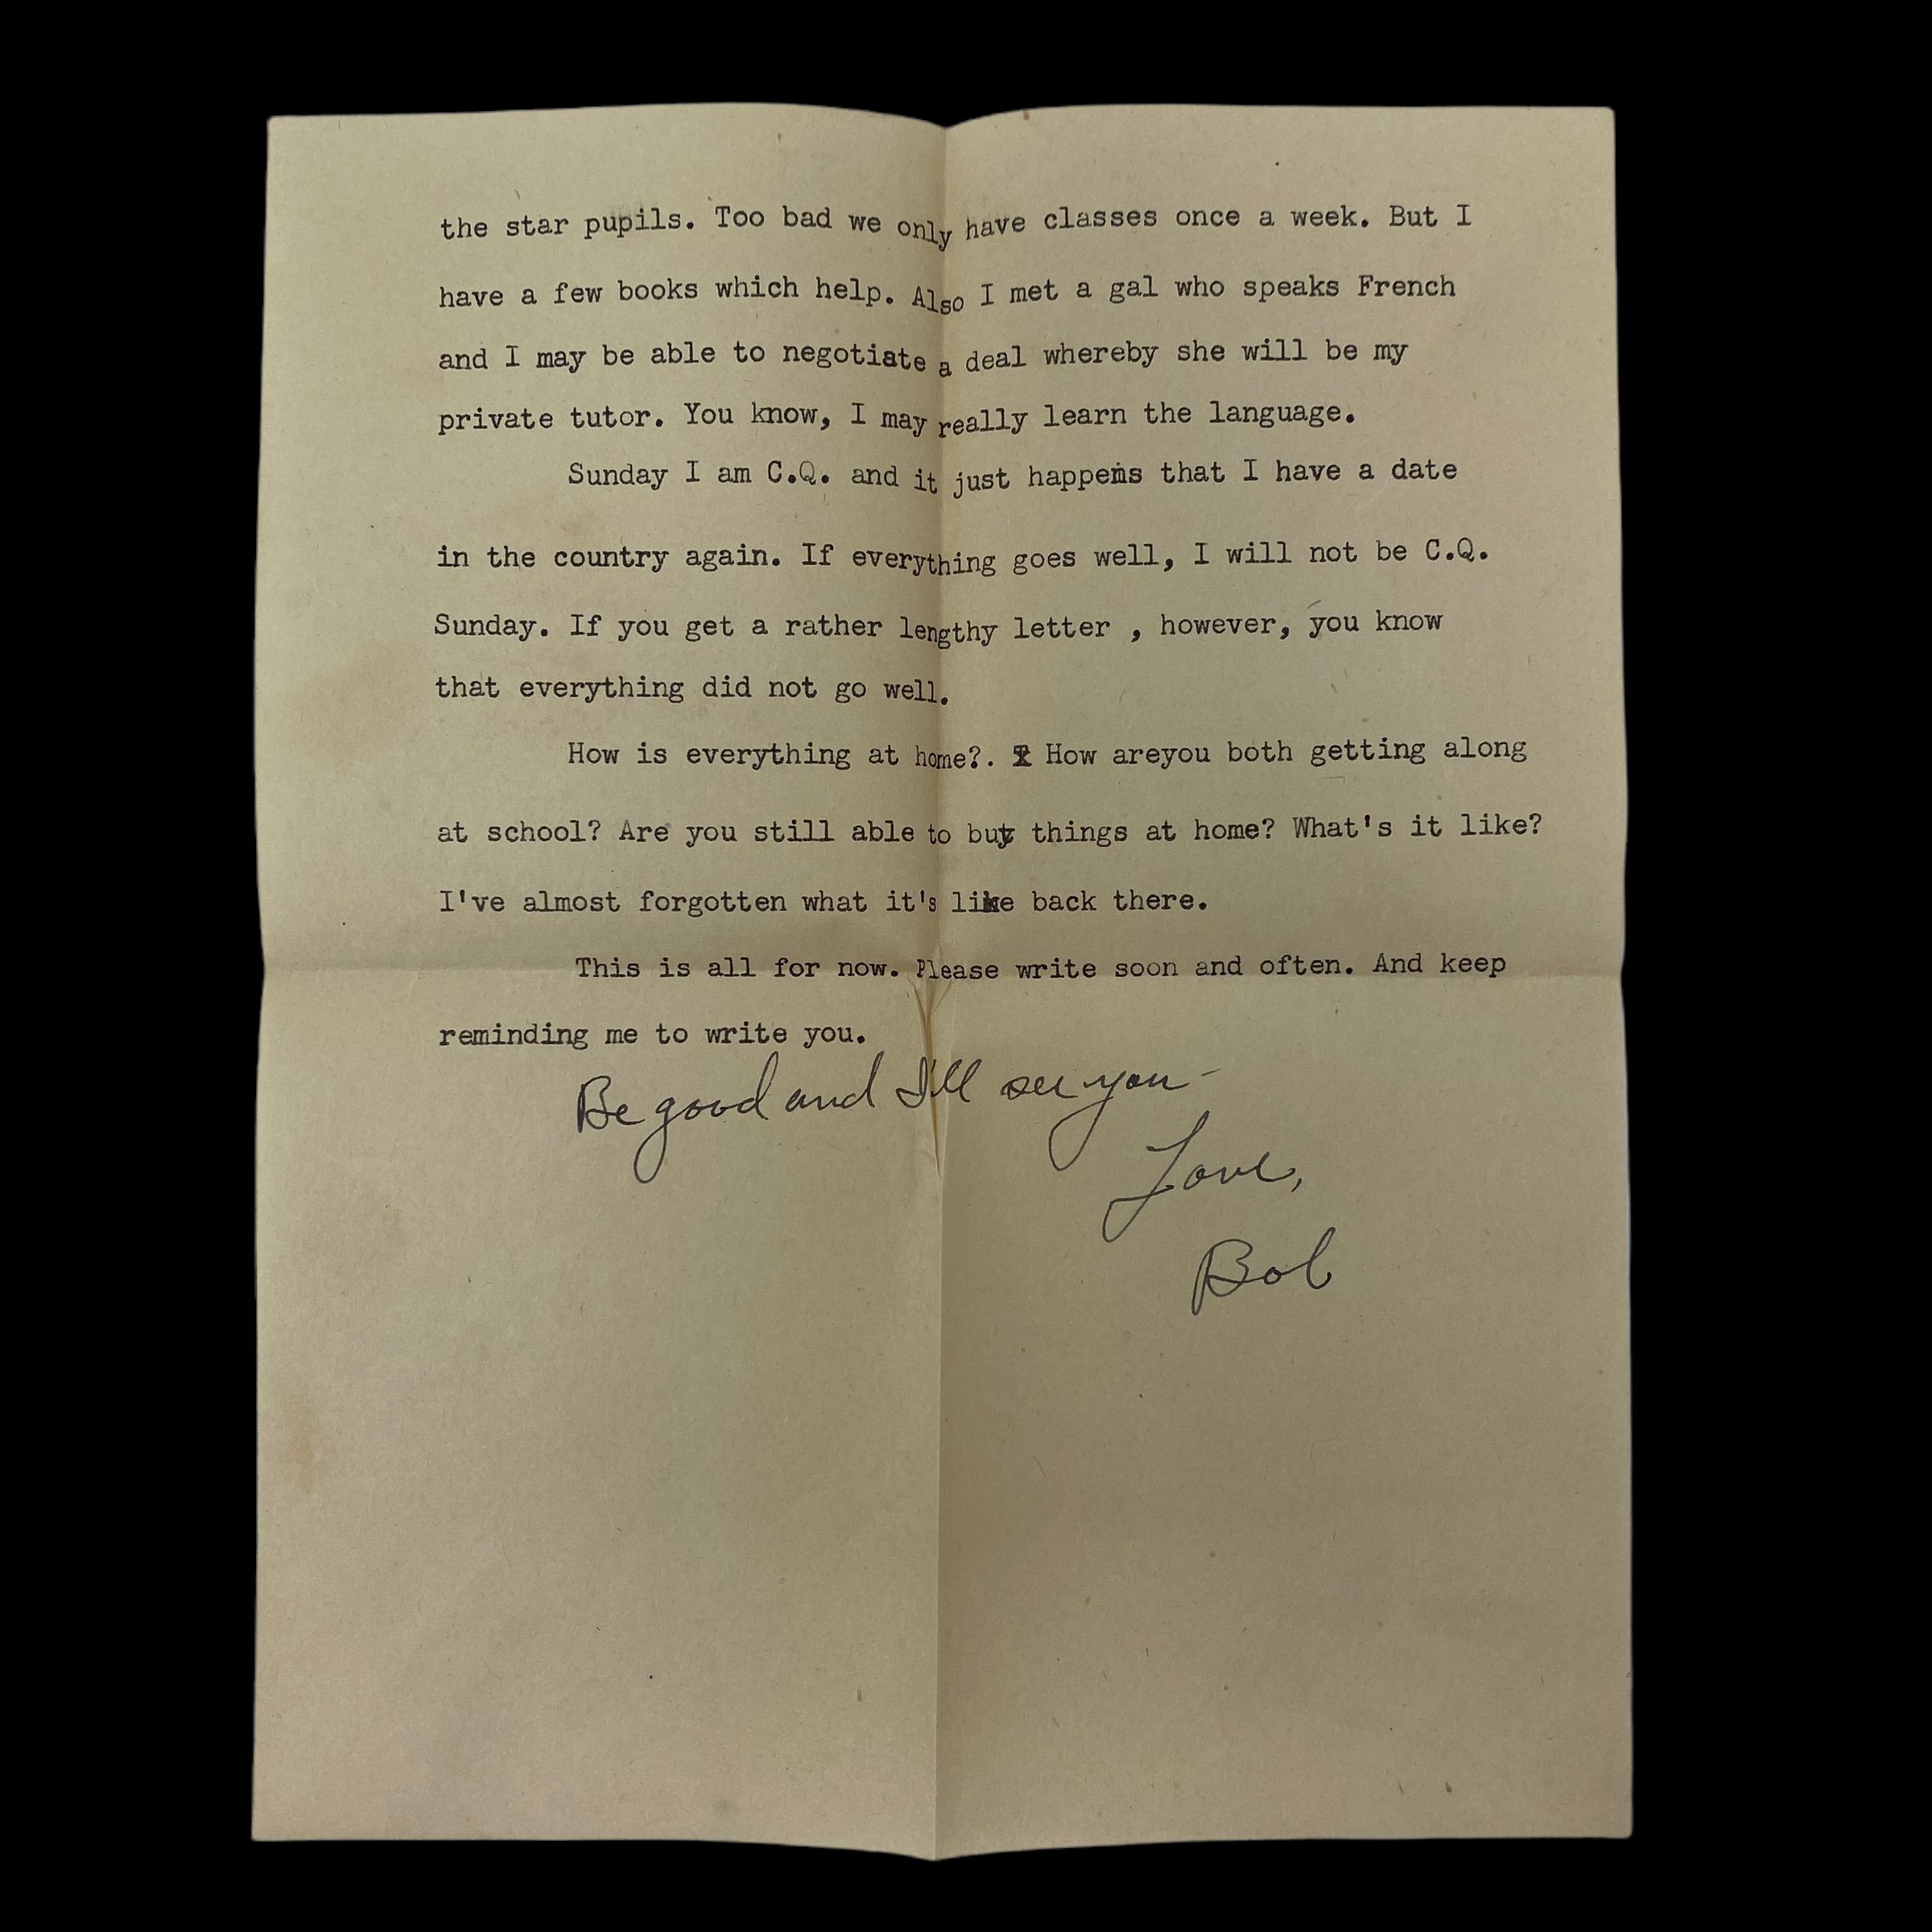 the star pupils. Too bad we only have classes once a week. But I
have a few books which help. Also I met a gal who speaks French
and I may be able to negotiate a deal whereby she will be my
private tutor. You know, I may really learn the language.
Sunday I am C.Q. and it just happens that I have a date
in the country again. If everything goes well, I will not be C.Q.
Sunday. If you get a rather lengthy letter , however, you know
that everything did not go well.
How is everything at home?. How areyou both getting along
at school? Are you still able to buy things at home? What's it like?
I've almost forgotten what it's like back there.
This is all for now. Please write soon and often. And keep
reminding me to write you.
Be good and I'll see you-
Love,
Bob